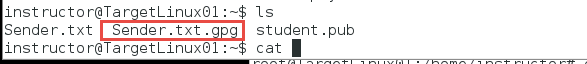 instructor@TargetLinux01:~$ ls
Sender.txt  Sender.txt.gpg  student.pub
instructor@TargetLinux01:~$ cat